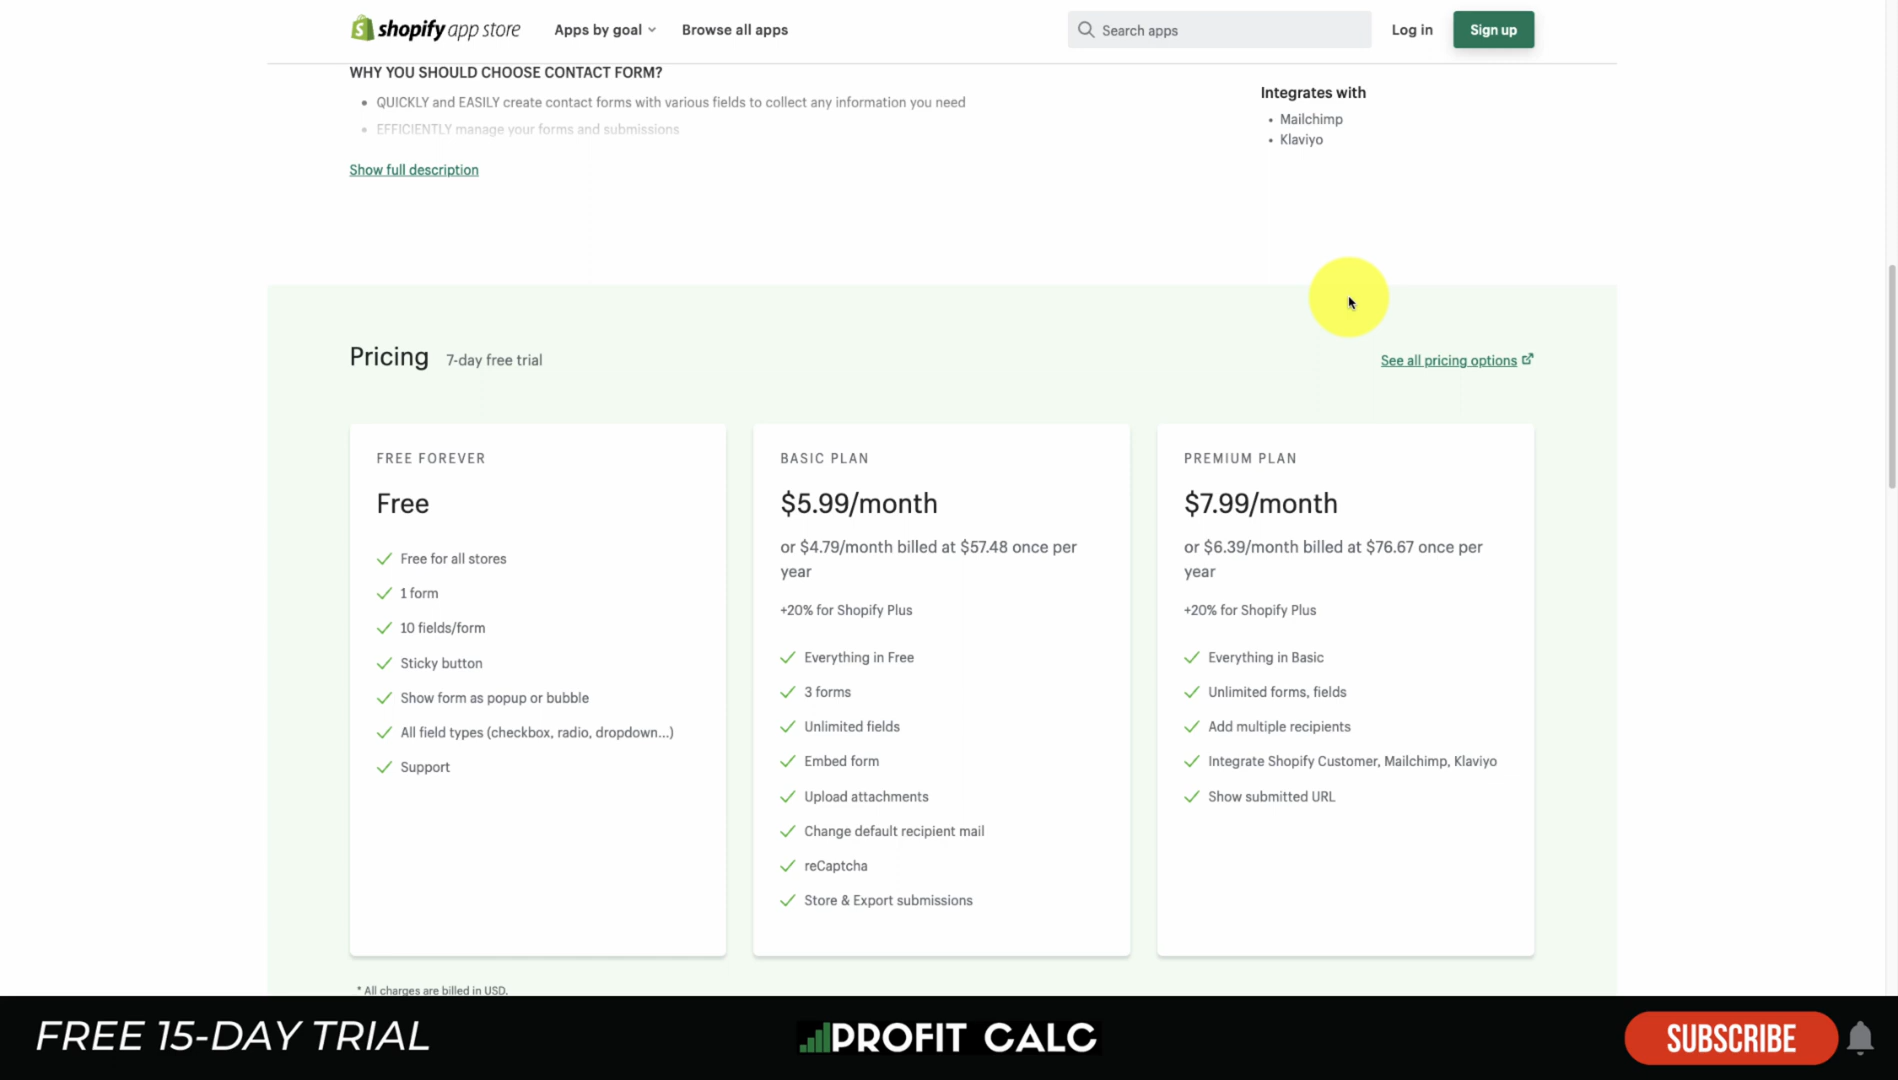 shopify app store
Apps by goal
Browse all apps
Search apps
Log in
Sign up
WHY YOU SHOULD CHOOSE CONTACT FORM?
• QUICKLY and EASILY create contact forms with various fields to collect any information you need
• EFFICIENTLY manage your forms and submissions
Show full description
Integrates with
• Mailchimp
• Klaviyo
Pricing 7-day free trial
See all pricing options
FREE FOREVER
Free
Free for all stores
1 form
10 fields/form
Sticky button
Show form as popup or bubble
All field types (checkbox, radio, dropdown...)
Support
BASIC PLAN
$5.99/month
or $4.79/month billed at $57.48 once per
year
+20% for Shopify Plus
Everything in Free
3 forms
Unlimited fields
Embed form
Upload attachments
Change default recipient mail
reCaptcha
Store & Export submissions
PREMIUM PLAN
$7.99/month
or $6.39/month billed at $76.67 once per
year
+20% for Shopify Plus
Everything in Basic
Unlimited forms, fields
Add multiple recipients
Integrate Shopify Customer, Mailchimp, Klaviyo
Show submitted URL
* All charges are billed in USD.
FREE 15-DAY TRIAL
PROFIT CALC
SUBSCRIBE